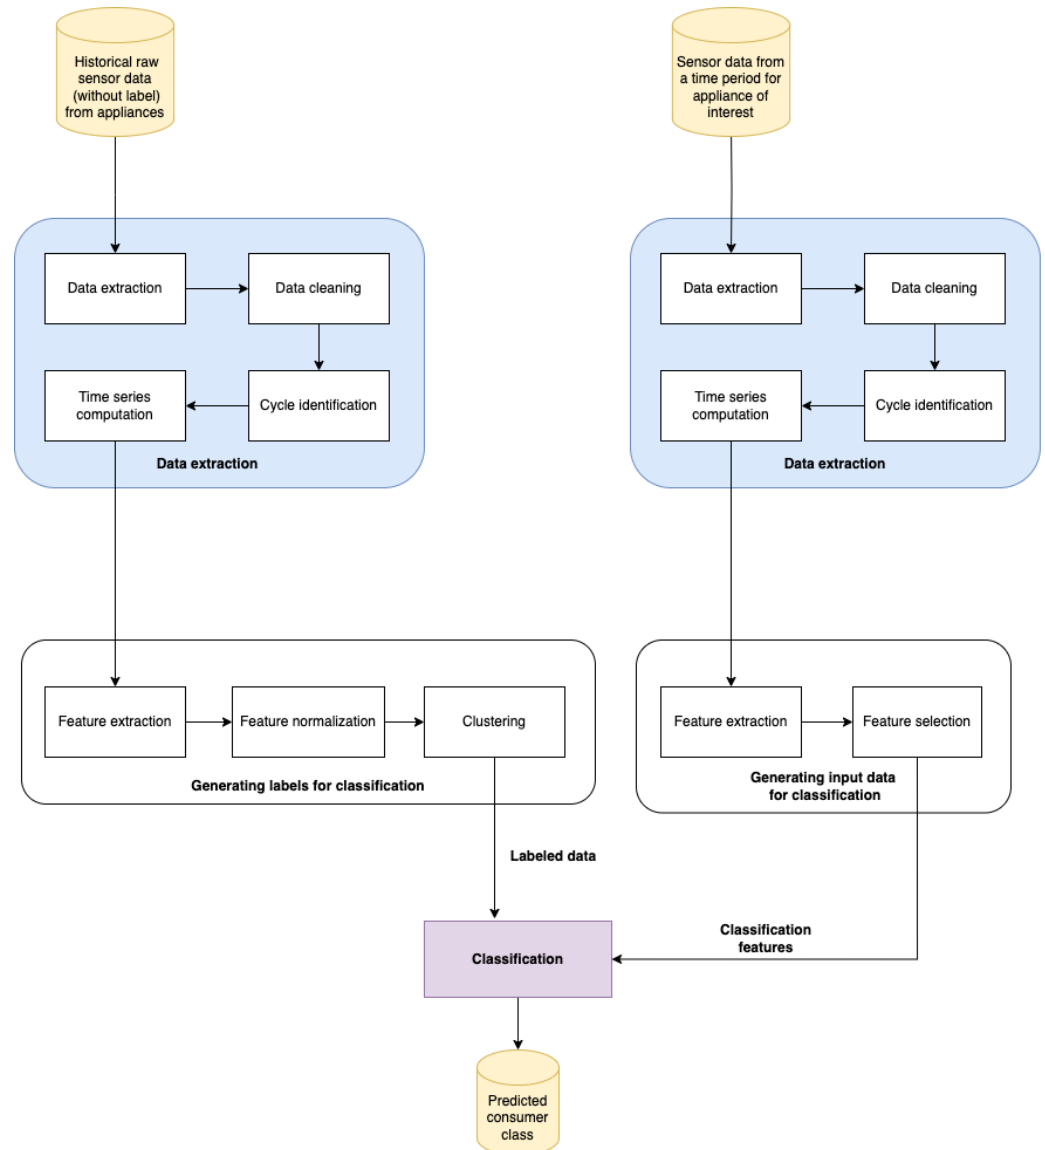 Historical raw
sensor data
(without label)
from appliances
Sensor data from
a time period for
appliance of
interest
Data extraction
Data cleaning
Time series
computation
Cycle identification
Data extraction
Data extraction
Data cleaning
Time series
computation
Cycle identification
Data extraction
Feature extraction
Feature normalization
Clustering
Generating labels for classification
Feature extraction
Feature selection
Generating input data
for classification
Labeled data
Classification
features
Classification
Predicted
consumer
class